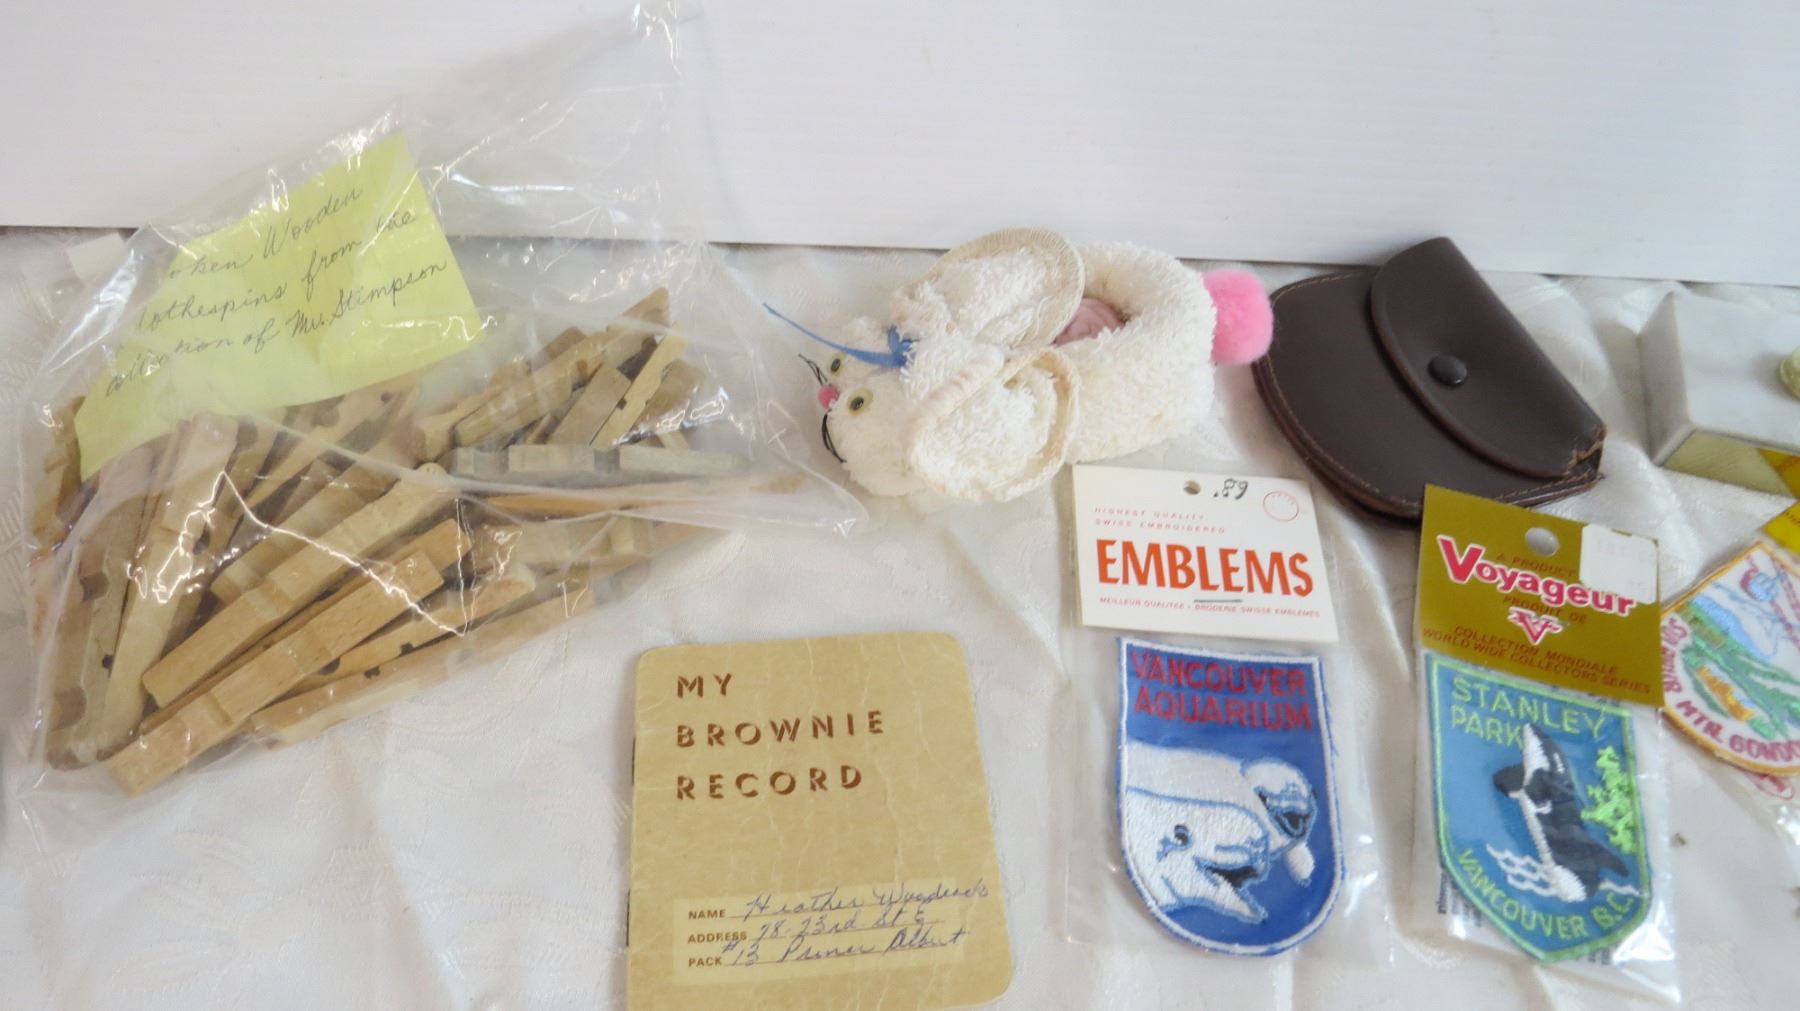 oken Wooden
lothespins from the
of Mr. Stimpson
MY
BROWNIE
RECORD
NAME Heather
ADDRESS 78-23rd St E
PACK #13 Prince Albert
.89
HIGHEST QUALITY
SWISS EMBROIDERED
EMBLEMS
MEILLEUR QUALITEE • BRODERIE SWISSE EMBLEMES
VANCOUVER
AQUARIUM
A PRODUCT
Voyageur
PRODUIT DE
COLLECTION MONDIALE
WORLD WIDE COLLECTORS SERIES
STANLEY
PARK
VANCOUVER B.C.
MTN. GONDO